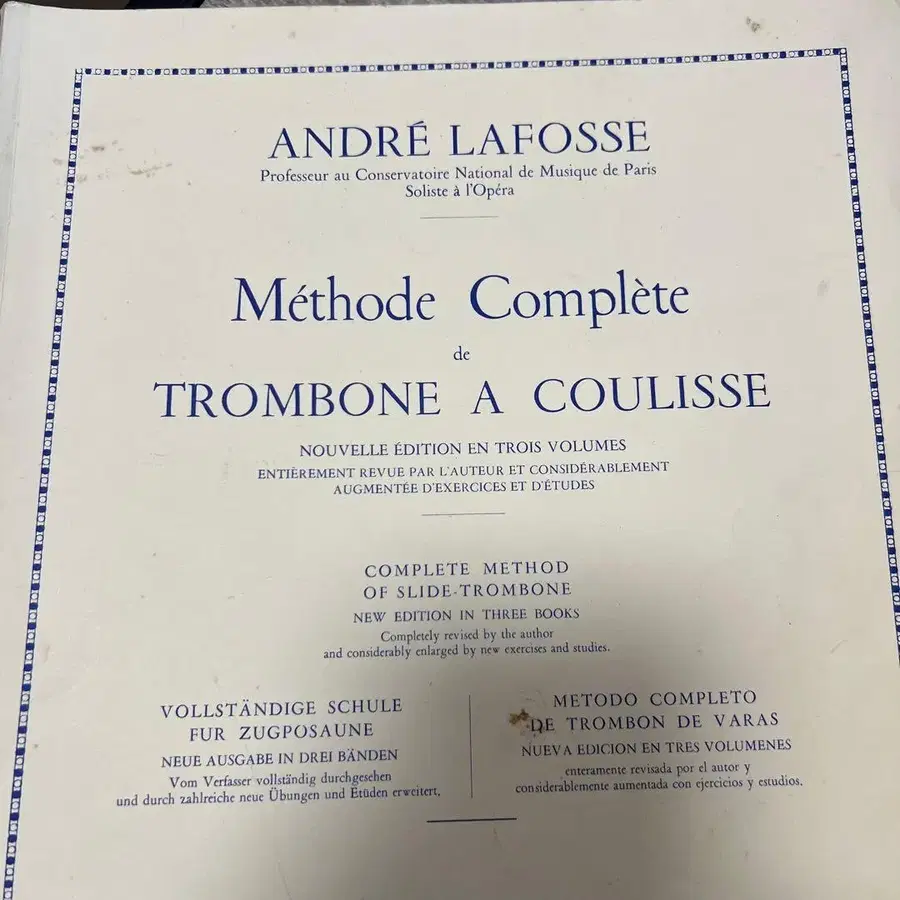 ANDRÉ LAFOSSE
Professeur au Conservatoire National de Musique de Paris
Soliste à l'Opéra
Méthode Complète
de
TROMBONE A COULISSE
NOUVELLE ÉDITION EN TROIS VOLUMES
ENTIÈREMENT REVUE PAR L'AUTEUR ET CONSIDÉRABLEMENT
AUGMENTÉE D'EXERCICES ET D'ÉTUDES
COMPLETE METHOD
OF SLIDE-TROMBONE
NEW EDITION IN THREE BOOKS
Completely revised by the author
and considerably enlarged by new exercises and studies.
VOLLSTÄNDIGE SCHULE
FUR ZUGPOSAUNE
NEUE AUSGABE IN DREI BÄNDEN
Vom Verfasser vollständig durchgesehen
und durch zahlreiche neue Übungen und Etüden erweitert.
METODO COMPLETO
DE TROMBON DE VARAS
NUEVA EDICION EN TRES VOLUMENES
enteramente revisada por el autor y
considerablemente aumentada con ejercicios y estudios.